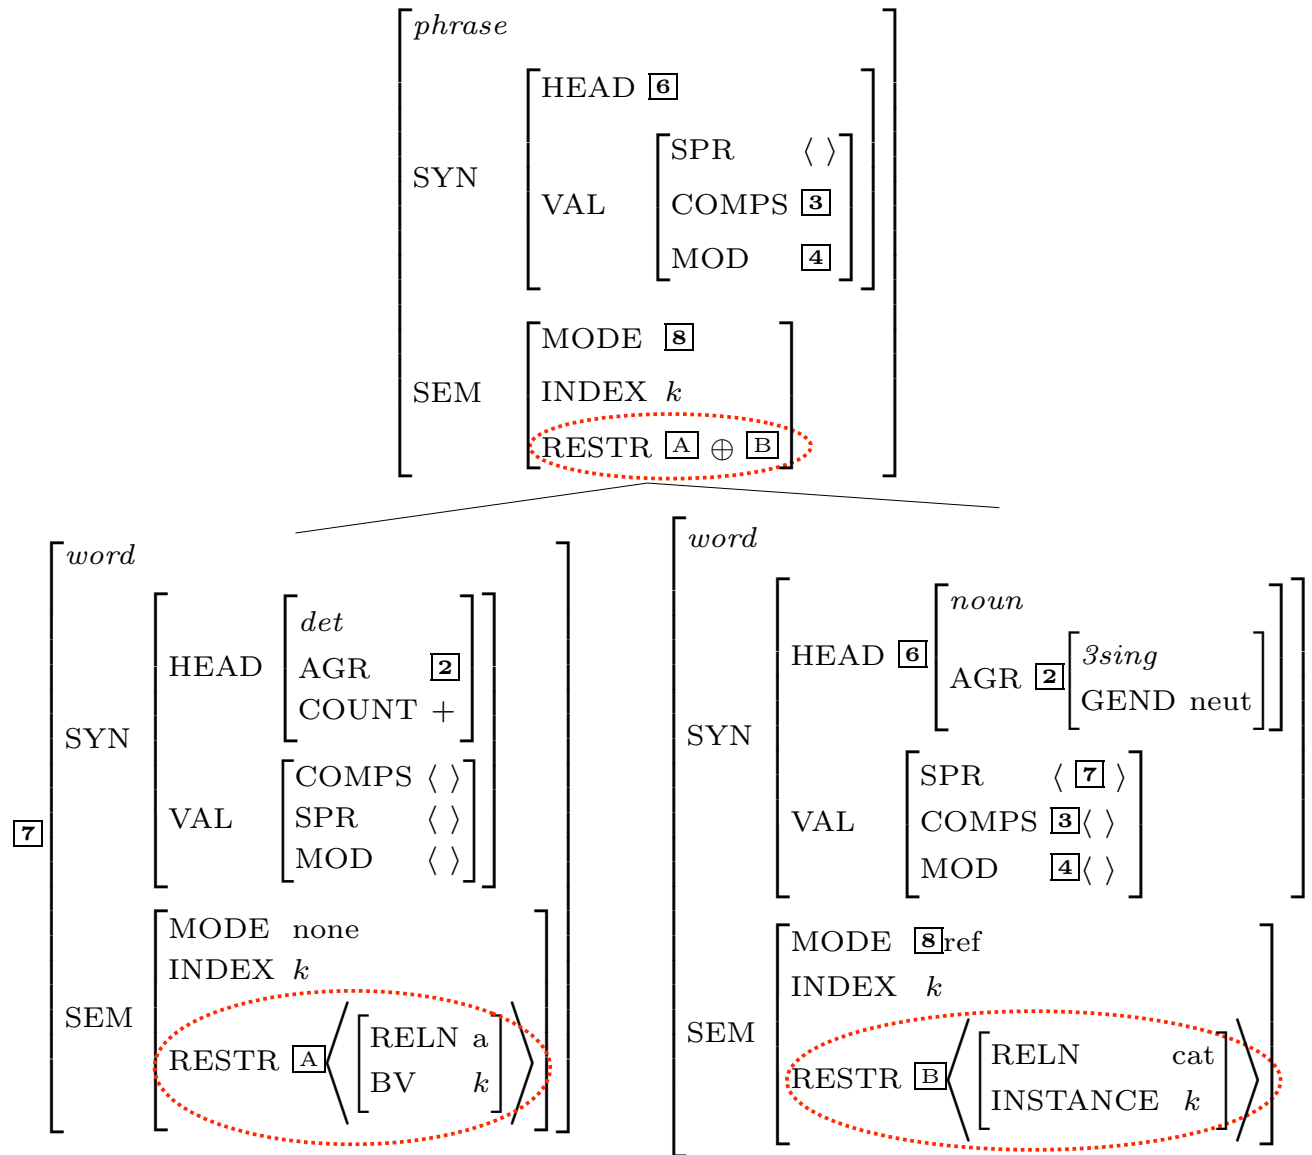 phrase
HEAD 6
SPR ⟨ ⟩
SYN
VAL
COMPS 3
MOD 4
MODE 8
SEM
INDEX k
RESTR A ⊕ B
7
word
det
HEAD
AGR 2
COUNT +
SYN
COMPS ⟨ ⟩
VAL
SPR ⟨ ⟩
MOD ⟨ ⟩
MODE none
INDEX k
SEM
RESTR A ⟨
RELN a
BV k
⟩
word
noun
HEAD 6
AGR 2
3sing
GEND neut
SYN
SPR ⟨ 7 ⟩
VAL
COMPS 3 ⟨ ⟩
MOD 4 ⟨ ⟩
MODE 8 ref
INDEX k
SEM
RESTR B ⟨
RELN cat
INSTANCE k
⟩